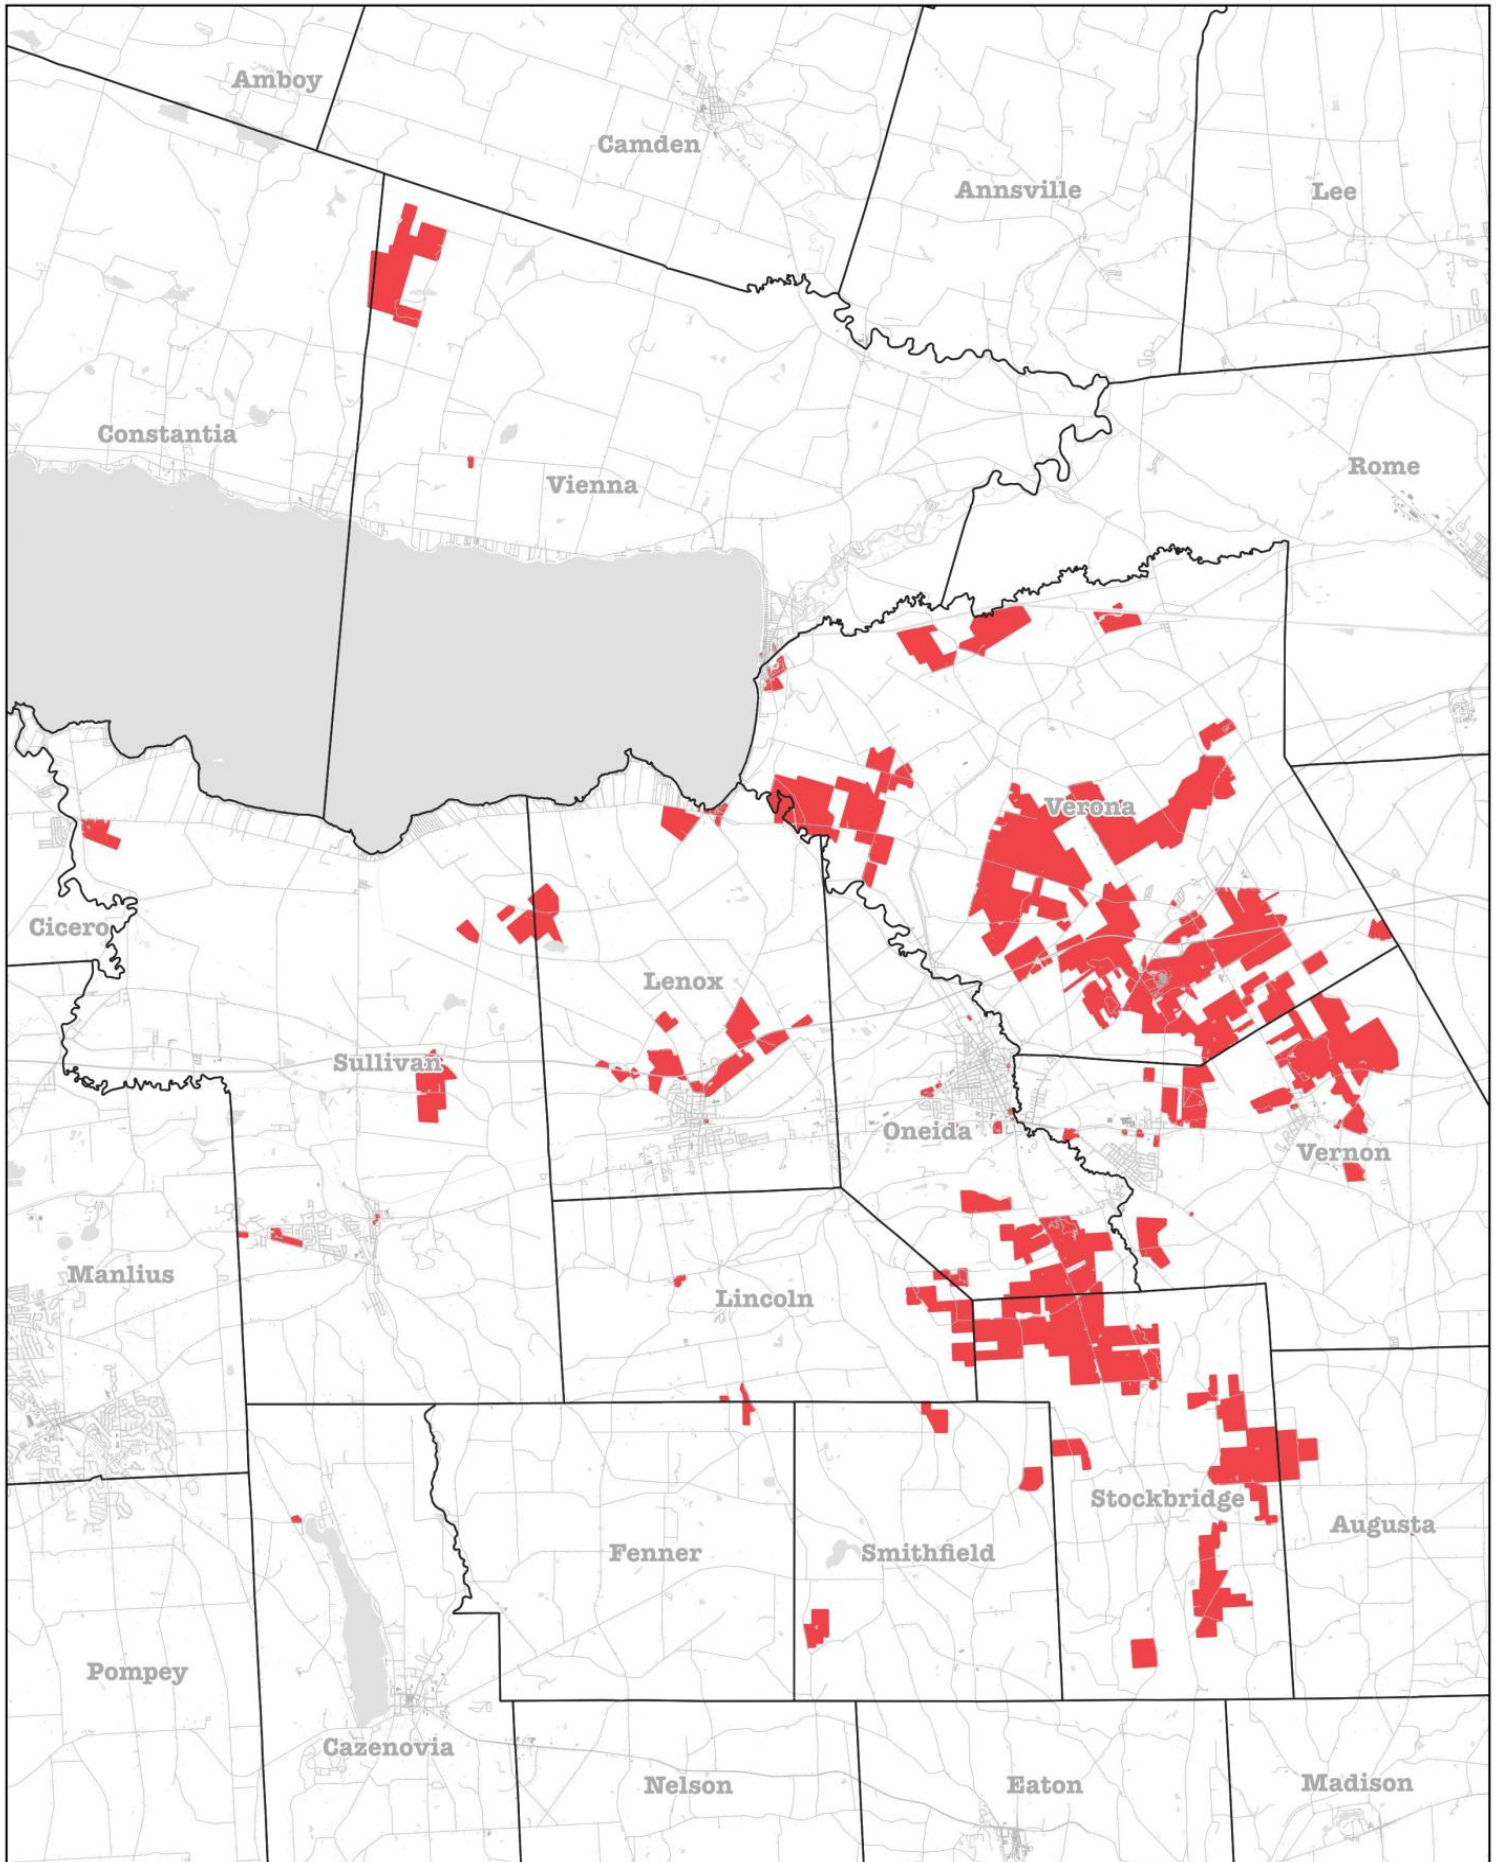 Amboy
Camden
Annsville
Lee
Constantia
Vienna
Rome
Verona
Cicero
Lenox
Sullivan
Oneida
Vernon
Manlius
Lincoln
Stockbridge
Augusta
Fenner
Smithfield
Pompey
Cazenovia
Nelson
Eaton
Madison